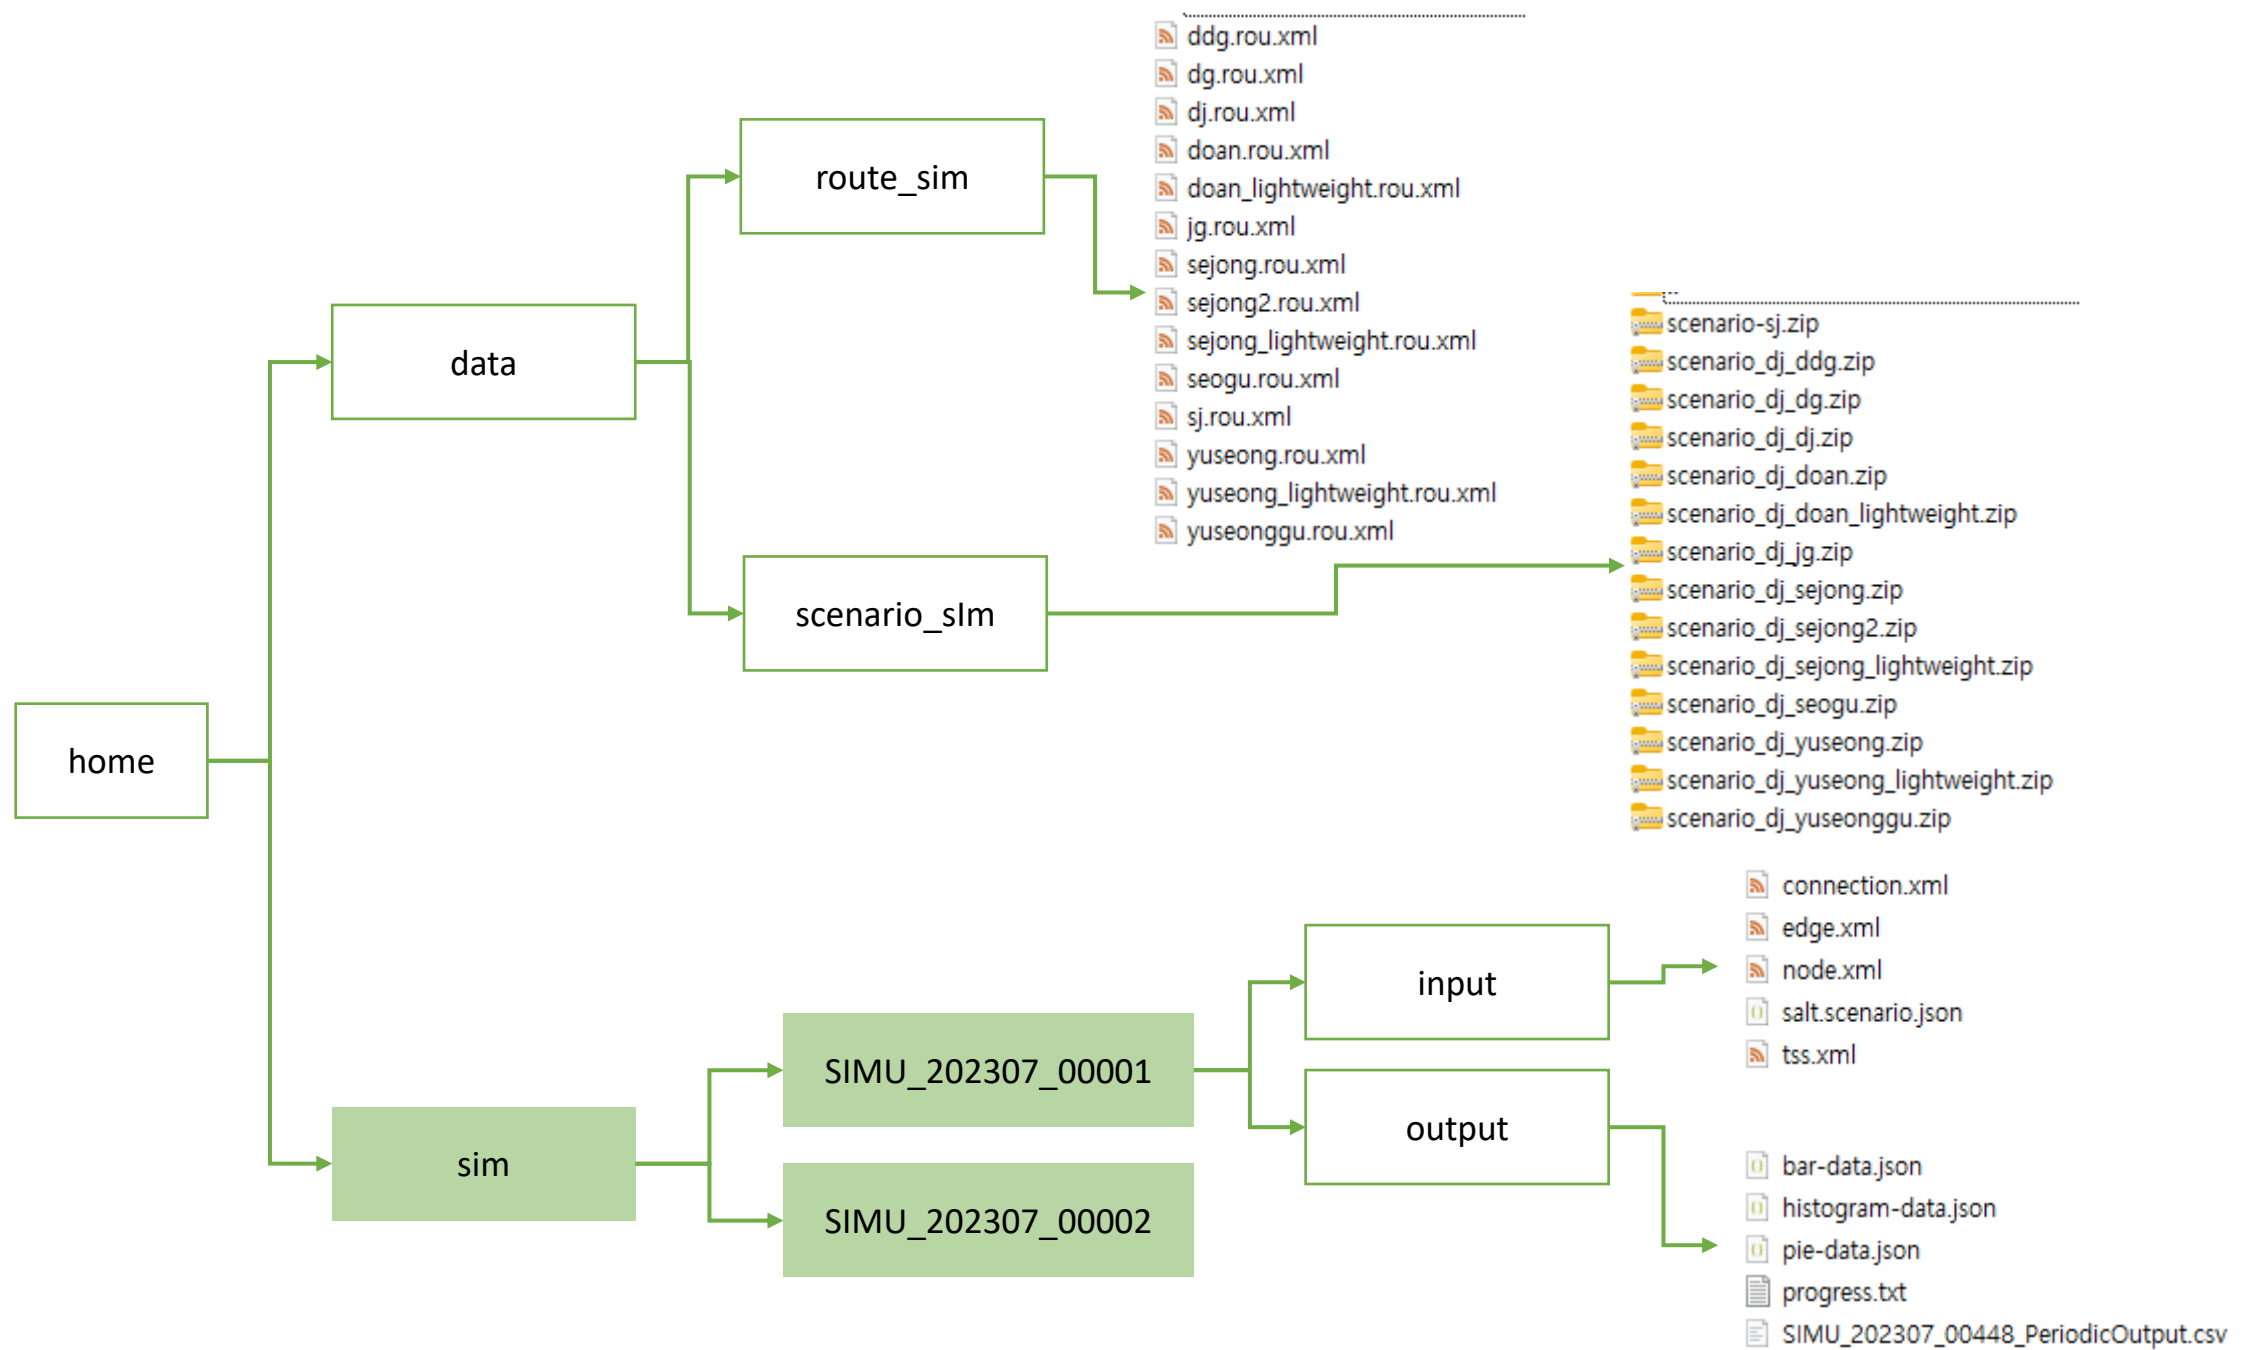 home
data
sim
route_sim
scenario_sIm
SIMU_202307_00001
SIMU_202307_00002
input
output
ddg.rou.xml
dg.rou.xml
dj.rou.xml
doan.rou.xml
doan_lightweight.rou.xml
jg.rou.xml
sejong.rou.xml
sejong2.rou.xml
sejong_lightweight.rou.xml
seogu.rou.xml
sj.rou.xml
yuseong.rou.xml
yuseong_lightweight.rou.xml
yuseonggu.rou.xml
scenario-sj.zip
scenario_dj_ddg.zip
scenario_dj_dg.zip
scenario_dj_dj.zip
scenario_dj_doan.zip
scenario_dj_doan_lightweight.zip
scenario_dj_jg.zip
scenario_dj_sejong.zip
scenario_dj_sejong2.zip
scenario_dj_sejong_lightweight.zip
scenario_dj_seogu.zip
scenario_dj_yuseong.zip
scenario_dj_yuseong_lightweight.zip
scenario_dj_yuseonggu.zip
connection.xml
edge.xml
node.xml
salt.scenario.json
tss.xml
bar-data.json
histogram-data.json
pie-data.json
progress.txt
SIMU_202307_00448_PeriodicOutput.csv